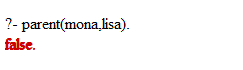 ?- parent(mona,lisa).
false.